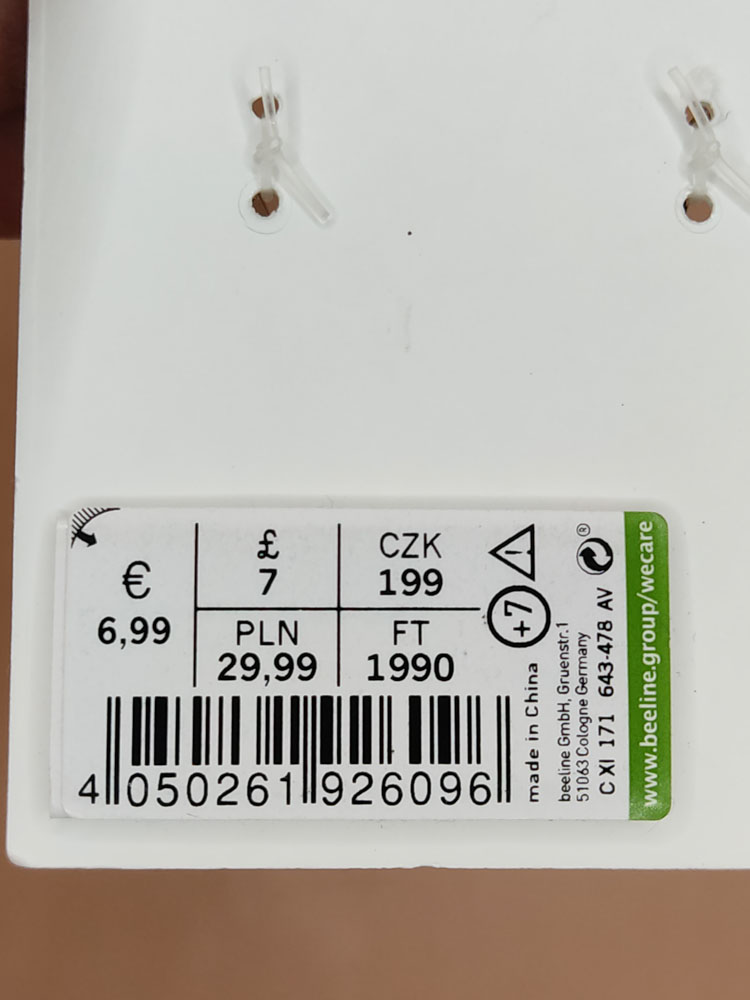 €
6,99
£
7
CZK
199
PLN
29,99
FT
1990
+7
4 050261 926096
made in China
beeline GmbH, Gruenstr.1
51063 Cologne Germany
C XI 171 643-478 AV
®
www.beeline.group/wecare